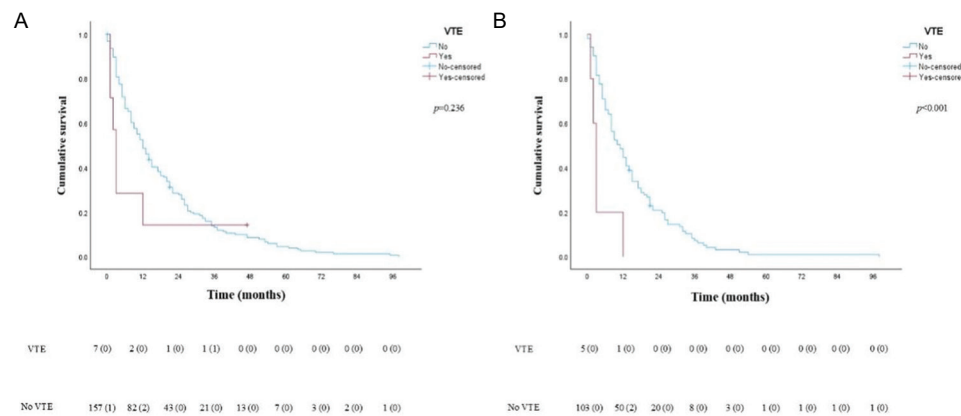 A
B
VTE
No
Yes
No-censored
Yes-censored
p=0.236
Cumulative survival
1.0
0.8
0.6
0.4
0.2
0.0
0 12 24 36 48 60 72 84 96
Time (months)
VTE 7 (0) 2 (0) 1 (0) 1 (1) 0 (0) 0 (0) 0 (0) 0 (0) 0 (0)
No VTE 157 (1) 82 (2) 43 (0) 21 (0) 13 (0) 7 (0) 3 (0) 2 (0) 1 (0)
VTE
No
Yes
No-censored
Yes-censored
p<0.001
Cumulative survival
1.0
0.8
0.6
0.4
0.2
0.0
0 12 24 36 48 60 72 84 96
Time (months)
VTE 5 (0) 1 (0) 0 (0) 0 (0) 0 (0) 0 (0) 0 (0) 0 (0) 0 (0)
No VTE 103 (0) 50 (2) 20 (0) 8 (0) 3 (0) 1 (0) 1 (0) 1 (0) 1 (0)